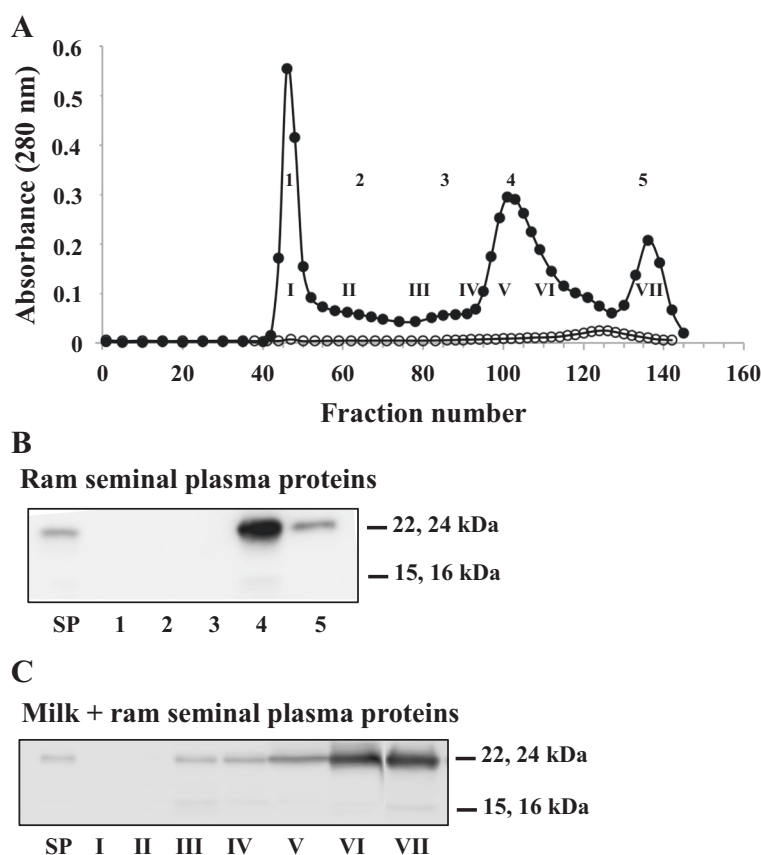 A
Absorbance (280 nm)
0.6
0.5
0.4
0.3
0.2
0.1
0
1 2 3 4 5
I II III IV V VI VII
0 20 40 60 80 100 120 140 160
Fraction number
B
Ram seminal plasma proteins
22, 24 kDa
15, 16 kDa
SP 1 2 3 4 5
C
Milk + ram seminal plasma proteins
22, 24 kDa
15, 16 kDa
SP I II III IV V VI VII